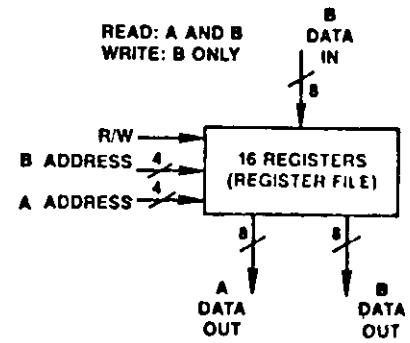 READ: A AND B
WRITE: B ONLY
B
DATA
IN
8
R/W
B ADDRESS 4
A ADDRESS 4
16 REGISTERS
(REGISTER FILE)
8
8
A
DATA
OUT
B
DATA
OUT